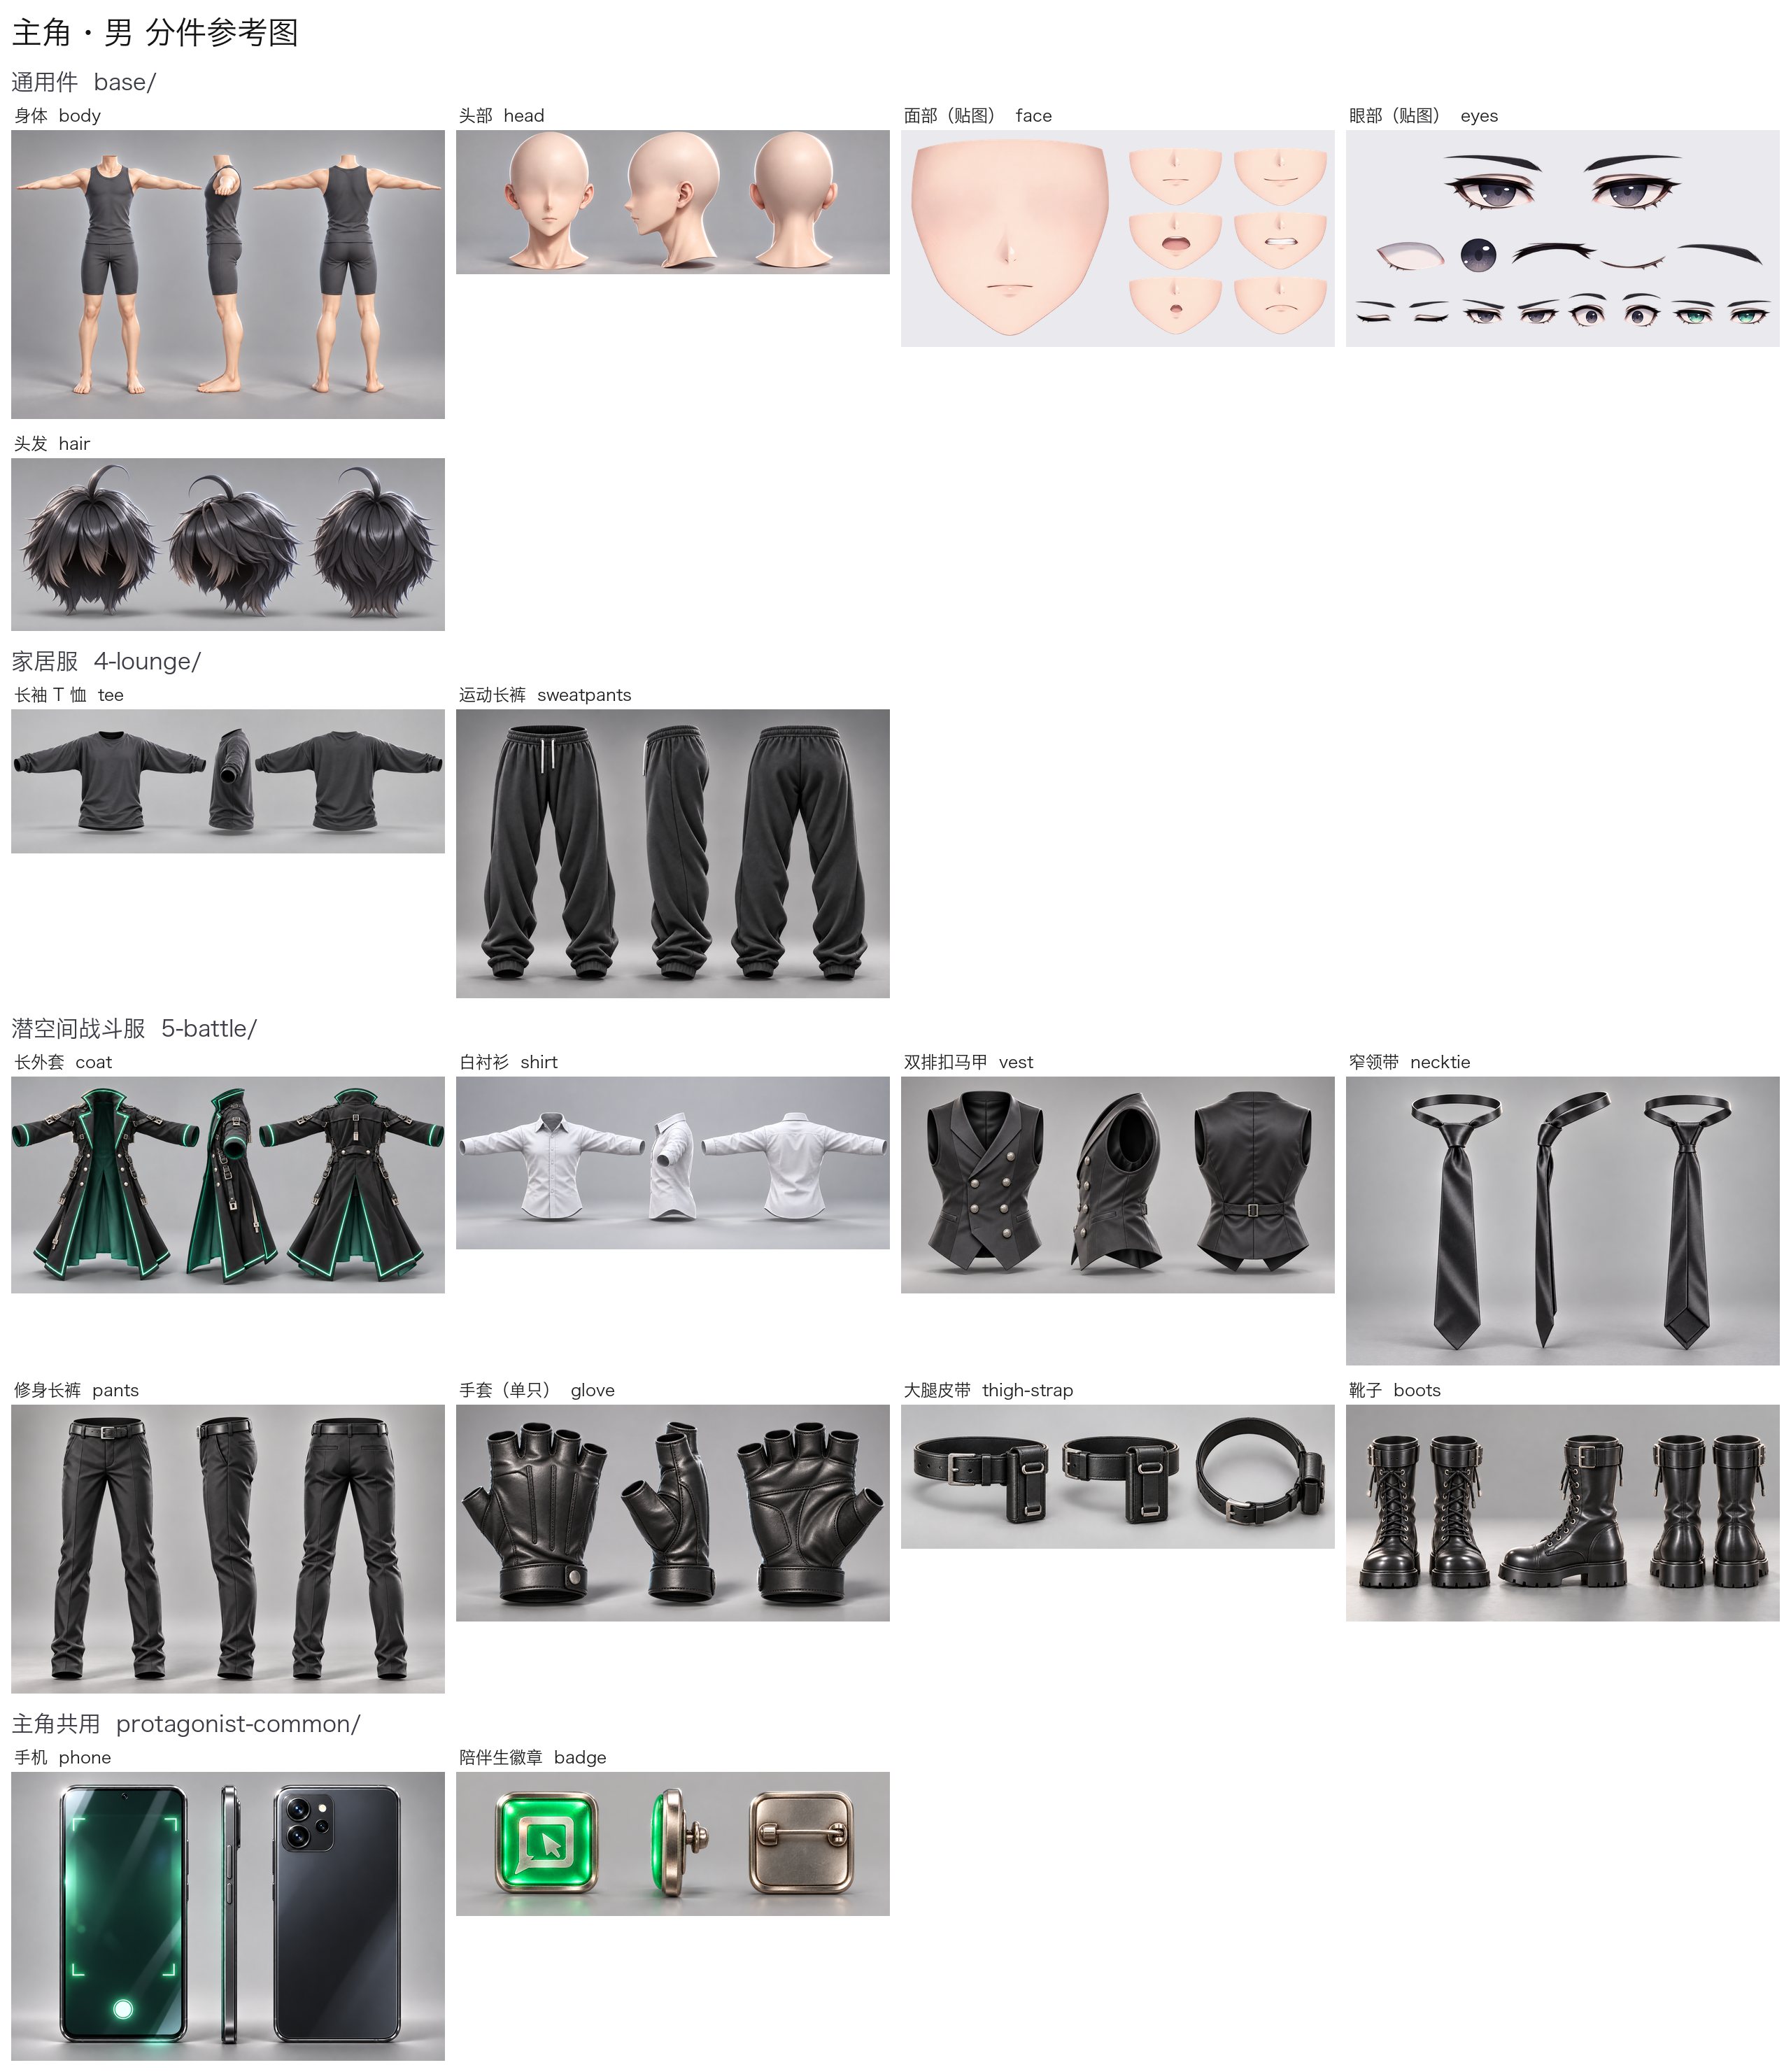 主角・男 分件参考图
通用件 base/
身体 body
头部 head
面部（贴图） face
眼部（贴图） eyes
头发 hair
家居服 4-lounge/
长袖 T 恤 tee
运动长裤 sweatpants
潜空间战斗服 5-battle/
长外套 coat
白衬衫 shirt
双排扣马甲 vest
窄领带 necktie
修身长裤 pants
手套（单只） glove
大腿皮带 thigh-strap
靴子 boots
主角共用 protagonist-common/
手机 phone
陪伴生徽章 badge